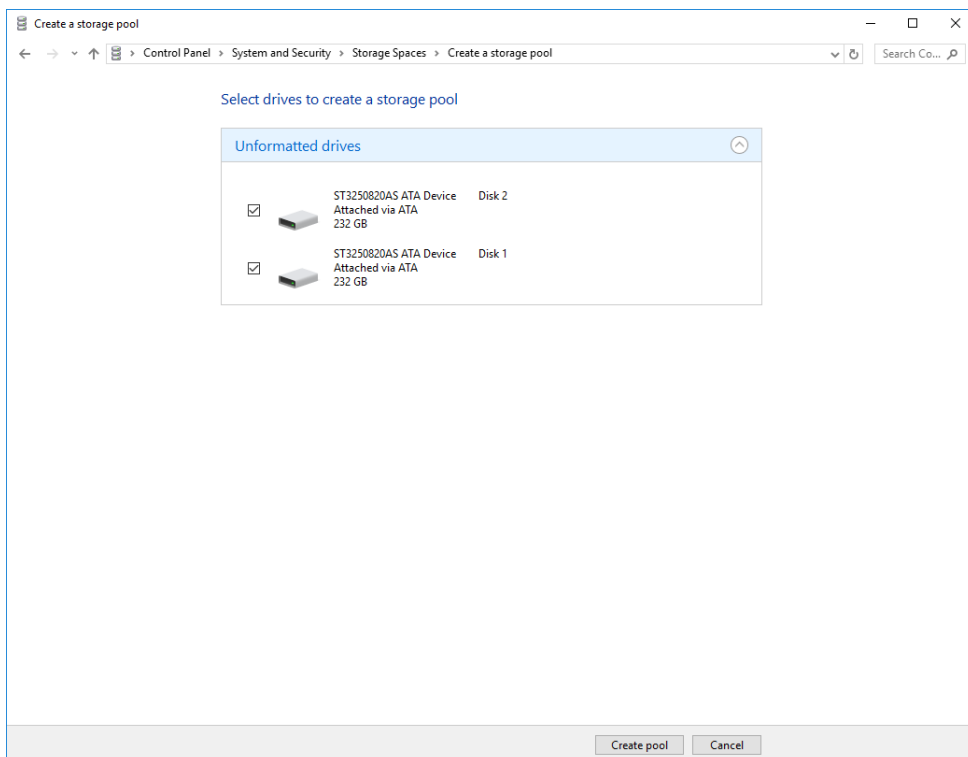 Create a storage pool
Control Panel > System and Security > Storage Spaces > Create a storage pool
Search Co...
Select drives to create a storage pool
Unformatted drives
ST3250820AS ATA Device Disk 2
Attached via ATA
232 GB
ST3250820AS ATA Device Disk 1
Attached via ATA
232 GB
Create pool Cancel